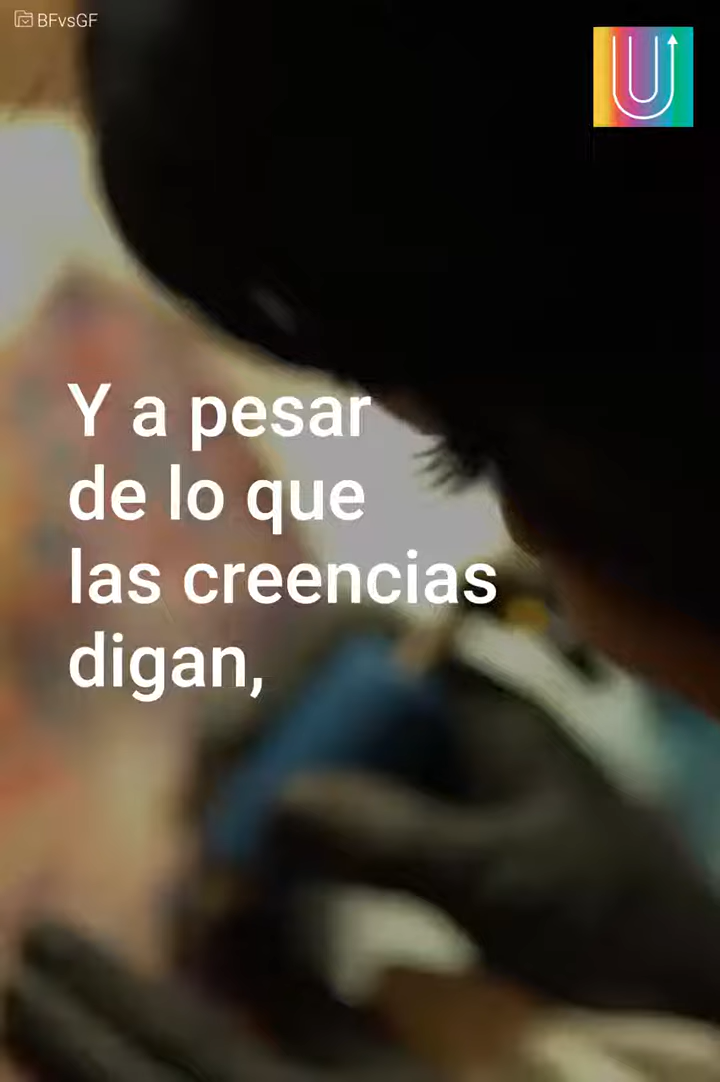 BFvsGF
U
Y a pesar
de lo que
las creencias
digan,